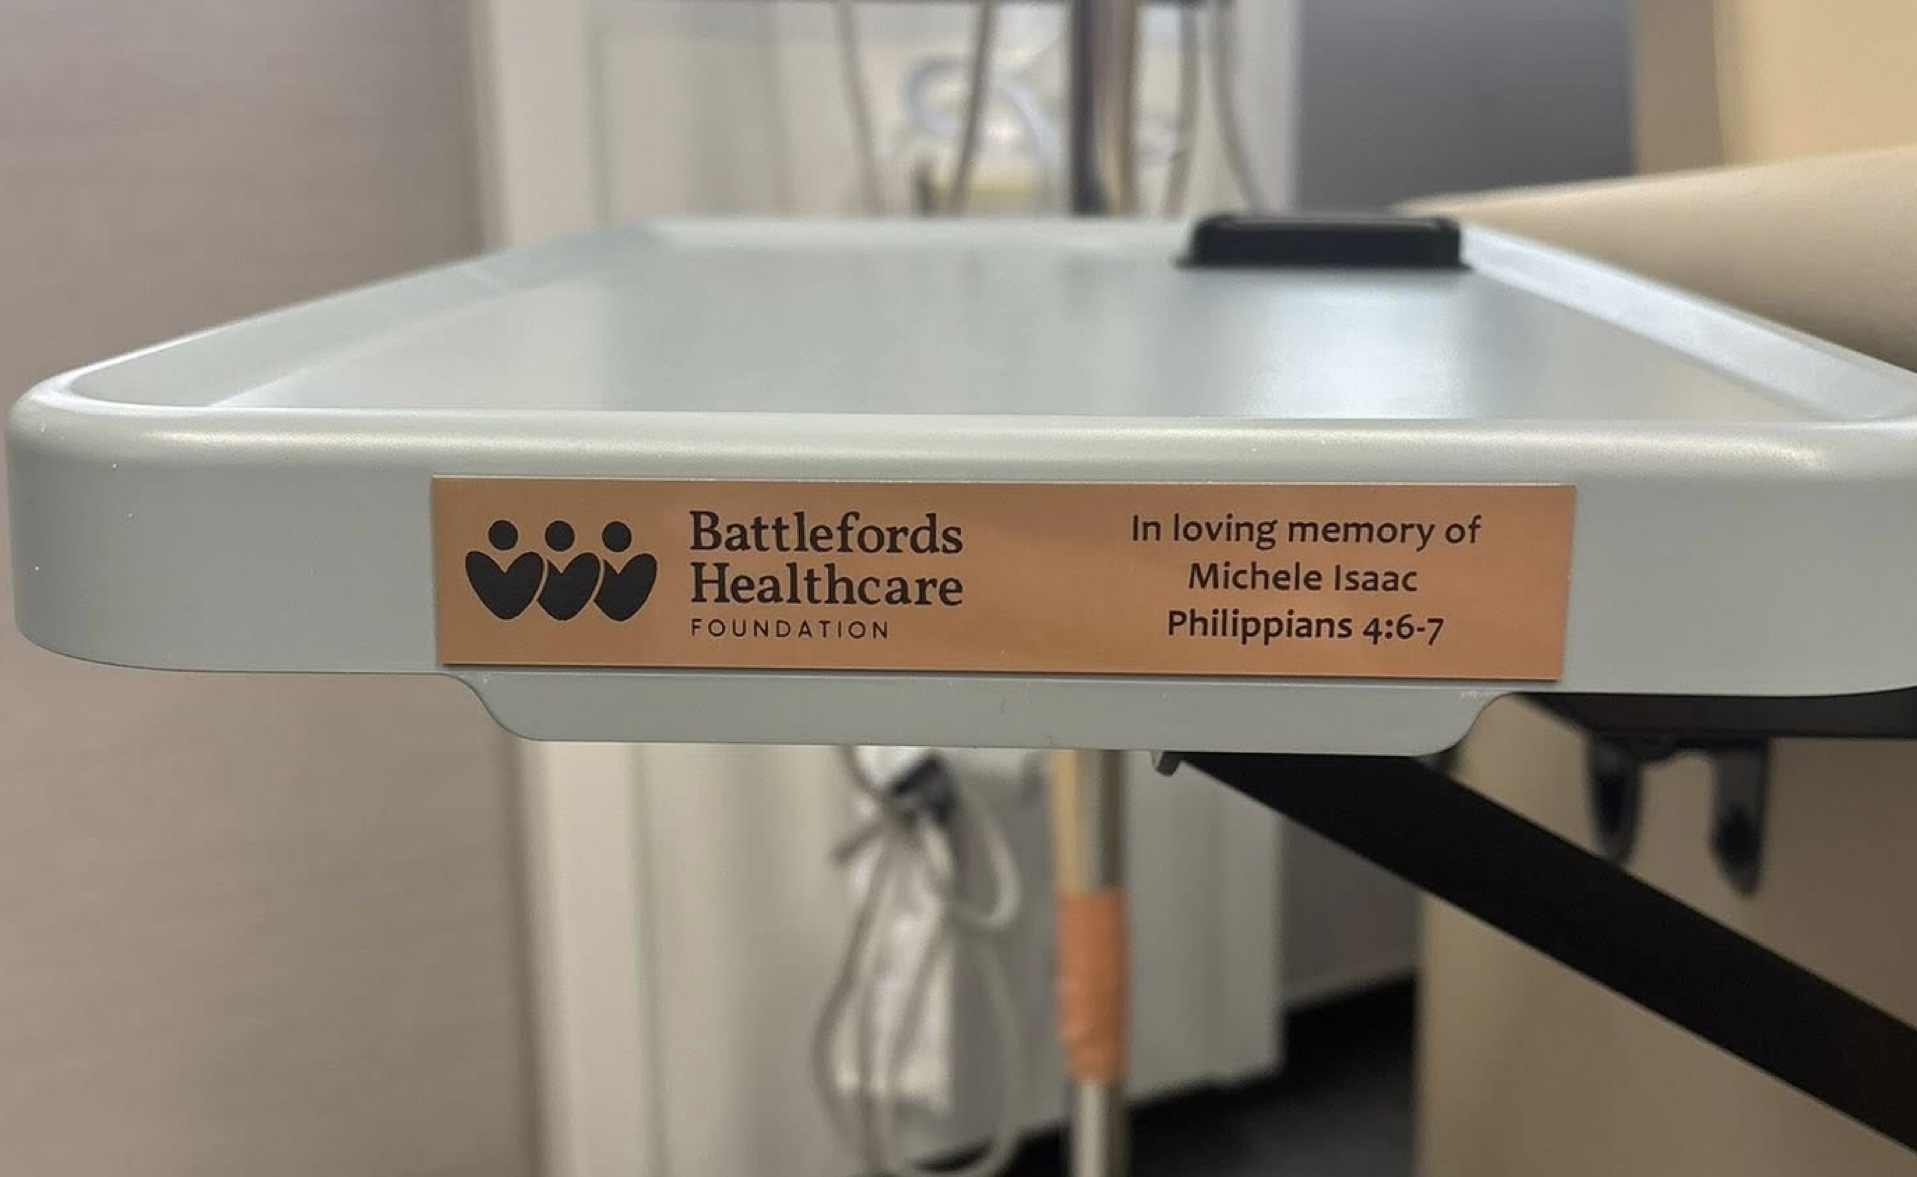 Battlefords
Healthcare
FOUNDATION
In loving memory of
Michele Isaac
Philippians 4:6-7